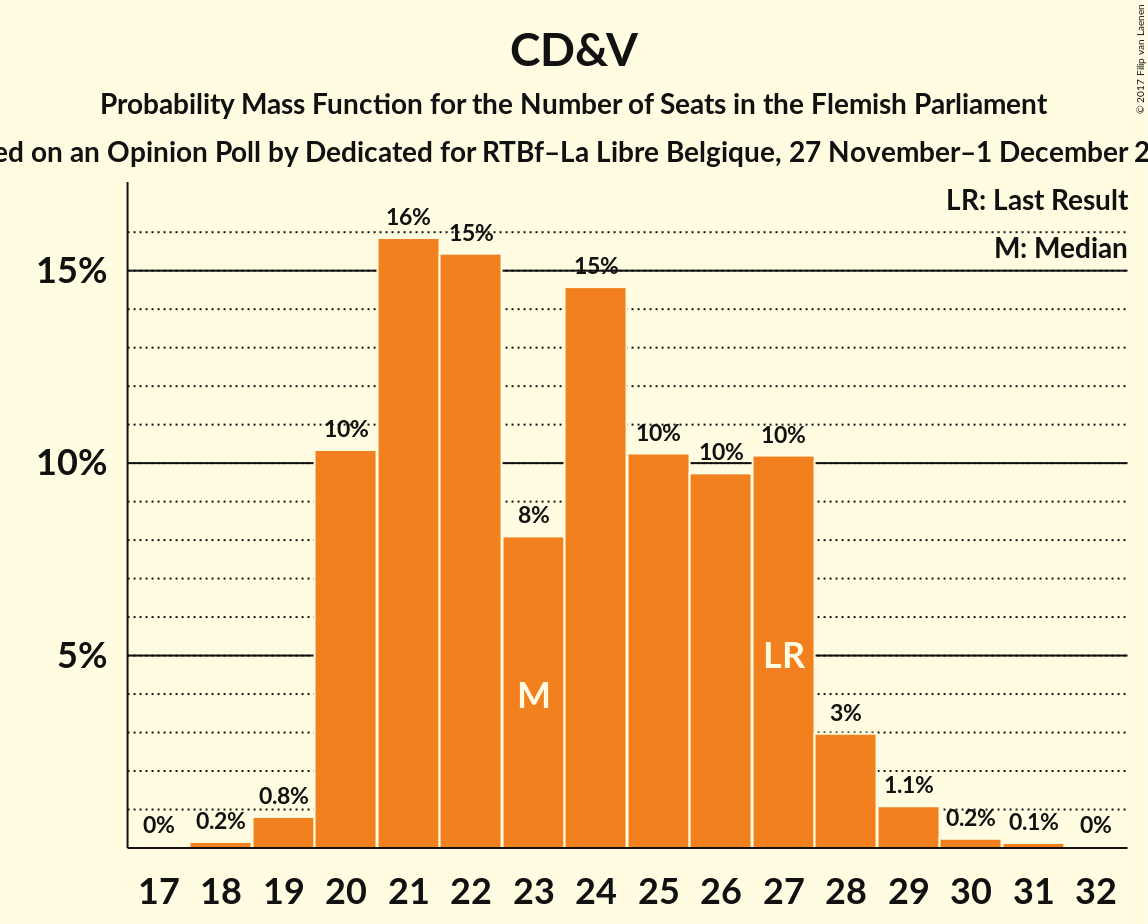 CD&V
Probability Mass Function for the Number of Seats in the Flemish Parliament
ed on an Opinion Poll by Dedicated for RTBf–La Libre Belgique, 27 November–1 December 2
© 2017 Filip van Laenen
LR: Last Result
M: Median
16%
15%
15%
15%
10%
10%
10%
10%
10%
8%
5%
LR
M
3%
1.1%
0.8%
0% 0.2% 0.2% 0.1% 0%
17 18 19 20 21 22 23 24 25 26 27 28 29 30 31 32